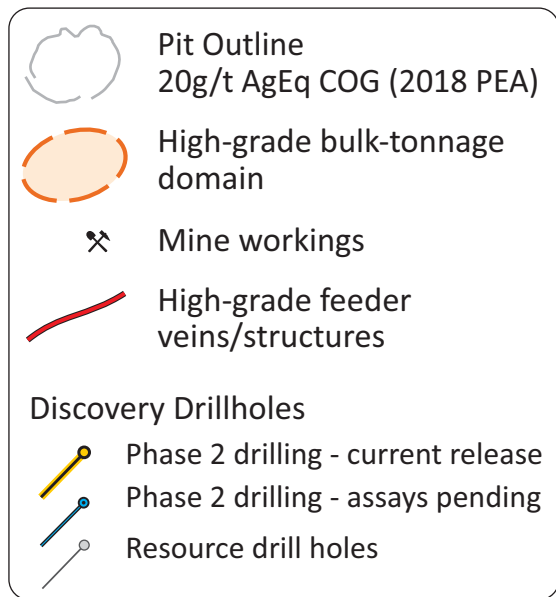 Pit Outline
20g/t AgEq COG (2018 PEA)
High-grade bulk-tonnage
domain
Mine workings
High-grade feeder
veins/structures
Discovery Drillholes
Phase 2 drilling - current release
Phase 2 drilling - assays pending
Resource drill holes